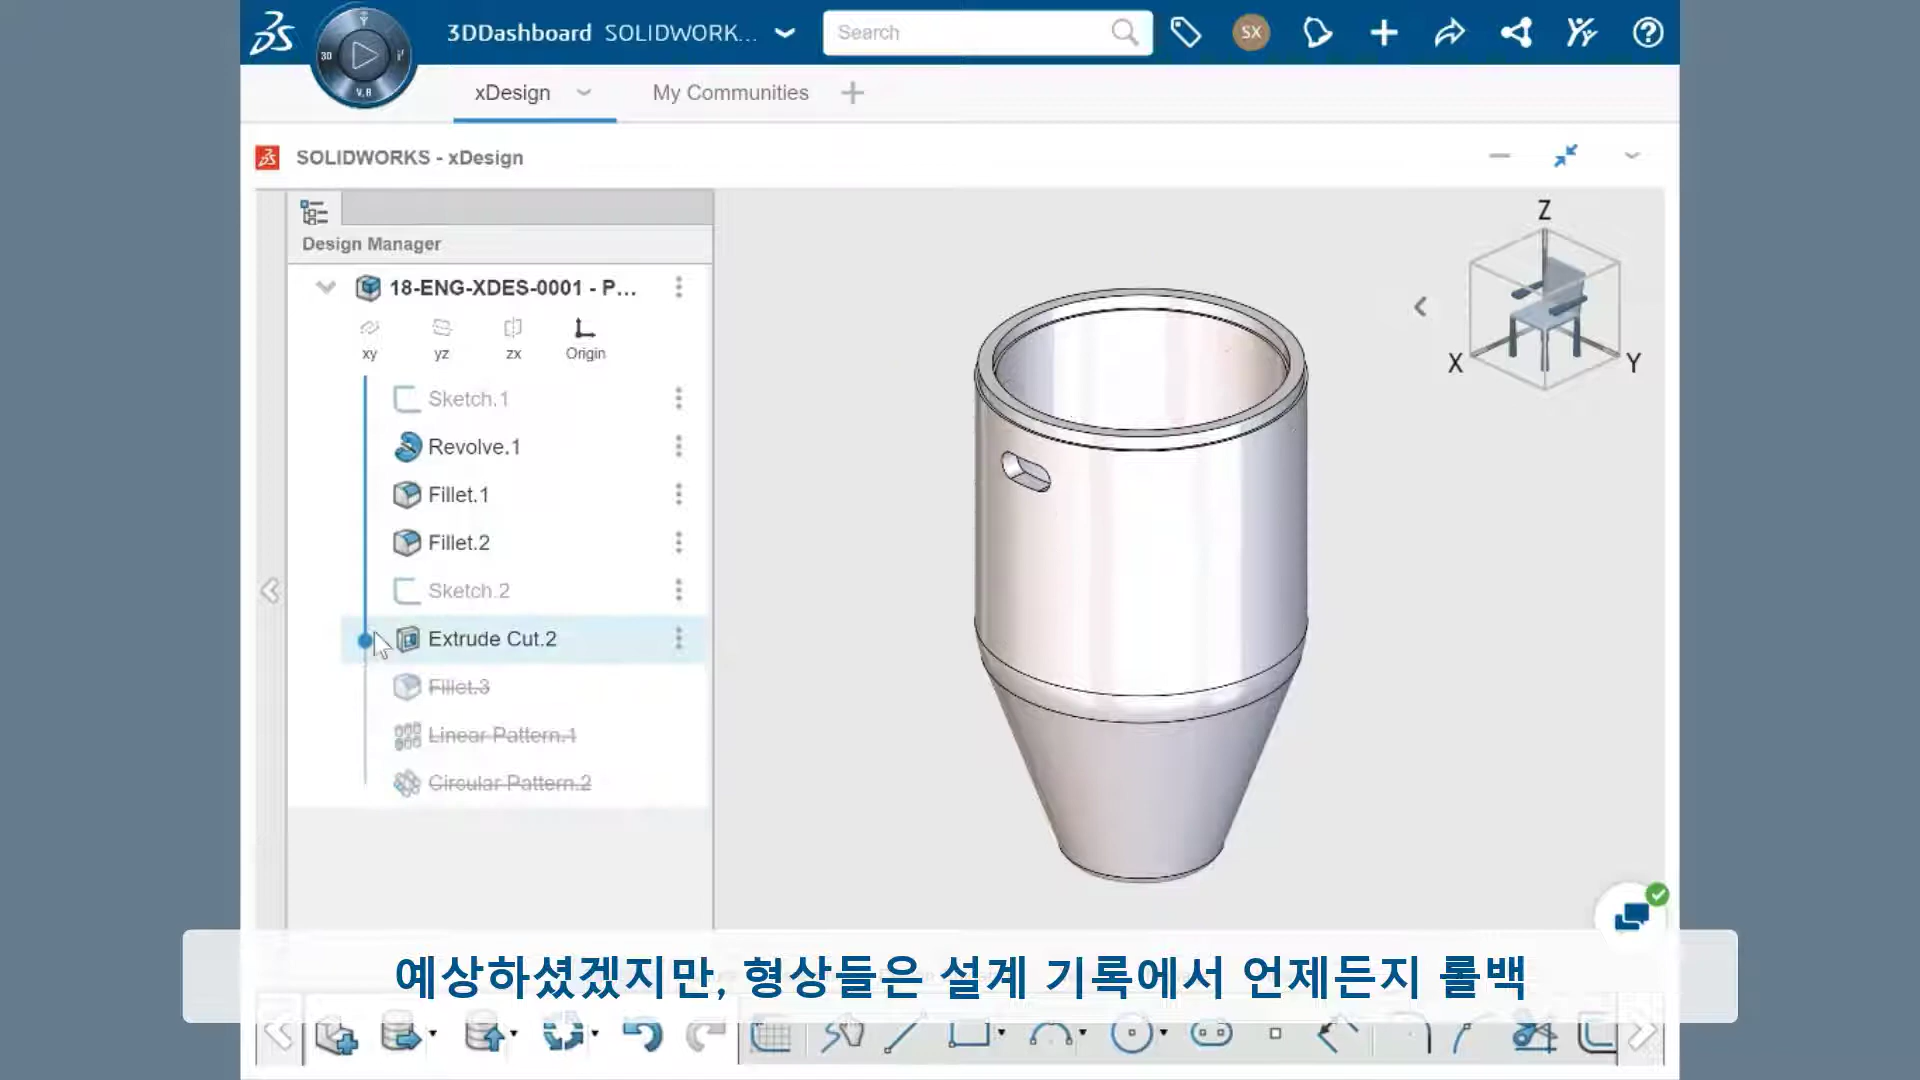 3DDashboard SOLIDWORK...
Search
SX
3D
V.R
xDesign
My Communities
SOLIDWORKS - xDesign
Design Manager
18-ENG-XDES-0001 - P...
xy yz zx Origin
Sketch.1
Revolve.1
Fillet.1
Fillet.2
Sketch.2
Extrude Cut.2
Fillet.3
Linear Pattern.1
Circular Pattern.2
Z
X
Y
예상하셨겠지만, 형상들은 설계 기록에서 언제든지 롤백